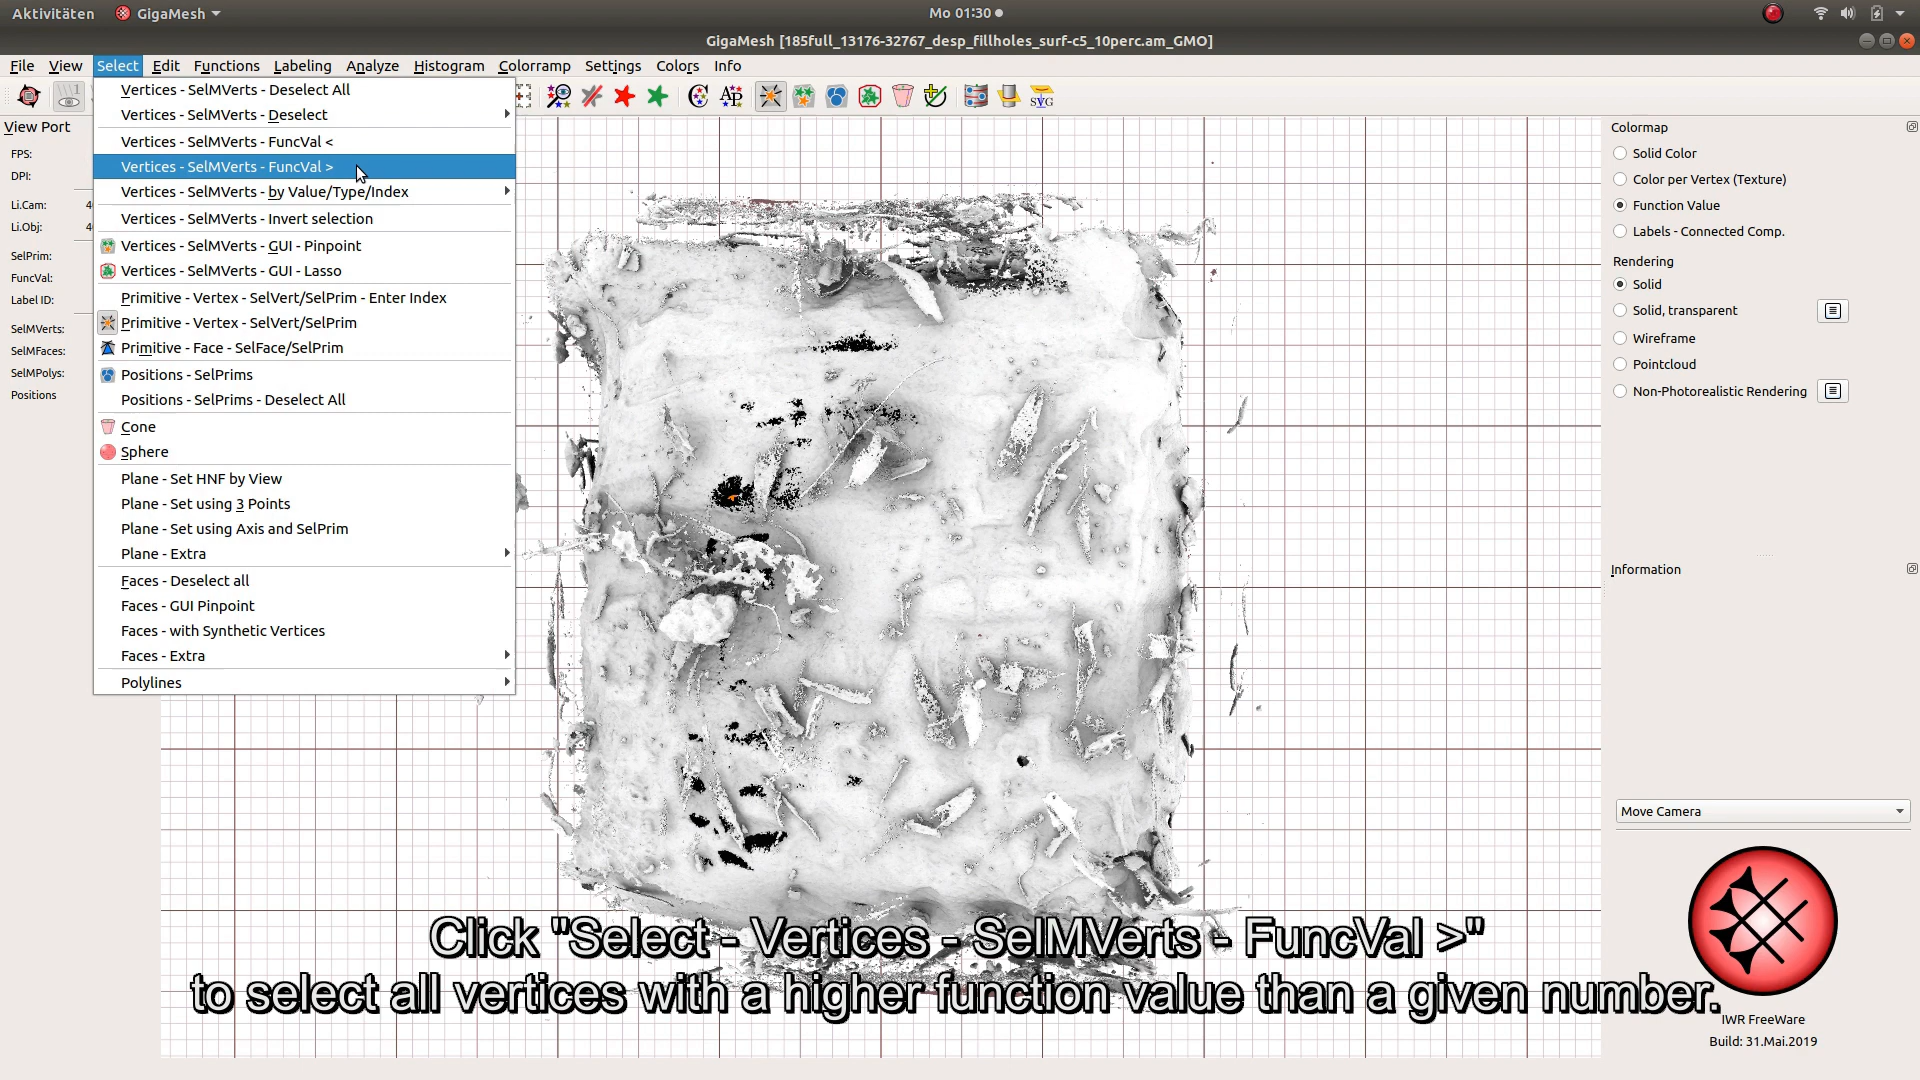 Aktivitäten GigaMesh Mo 01:30
GigaMesh [185full_13176-32767_desp_fillholes_surf-c5_10perc.am_GMO]
File View Select Edit Functions Labeling Analyze Histogram Colorramp Settings Colors Info
View Port
FPS:
DPI:
Li.Cam: 4
Li.Obj: 4
SelPrim:
FuncVal:
Label ID:
SelMVerts:
SelMFaces:
SelMPolys:
Positions
Vertices - SelMVerts - Deselect All
Vertices - SelMVerts - Deselect
Vertices - SelMVerts - FuncVal <
Vertices - SelMVerts - FuncVal >
Vertices - SelMVerts - by Value/Type/Index
Vertices - SelMVerts - Invert selection
Vertices - SelMVerts - GUI - Pinpoint
Vertices - SelMVerts - GUI - Lasso
Primitive - Vertex - SelVert/SelPrim - Enter Index
Primitive - Vertex - SelVert/SelPrim
Primitive - Face - SelFace/SelPrim
Positions - SelPrims
Positions - SelPrims - Deselect All
Cone
Sphere
Plane - Set HNF by View
Plane - Set using 3 Points
Plane - Set using Axis and SelPrim
Plane - Extra
Faces - Deselect all
Faces - GUI Pinpoint
Faces - with Synthetic Vertices
Faces - Extra
Polylines
AP
SVG
Colormap
Solid Color
Color per Vertex (Texture)
Function Value
Labels - Connected Comp.
Rendering
Solid
Solid, transparent
Wireframe
Pointcloud
Non-Photorealistic Rendering
Information
Move Camera
IWR FreeWare
Build: 31.Mai.2019
Click "Select - Vertices - SelMVerts - FuncVal >"
to select all vertices with a higher function value than a given number.